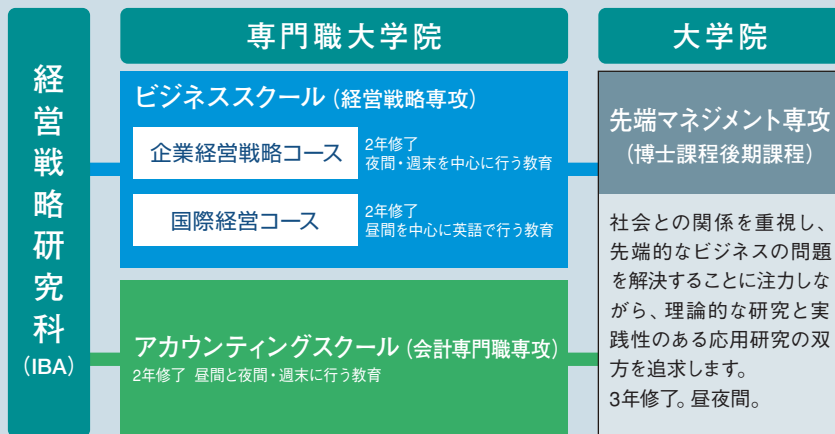 経営戦略研究科
(IBA)
専門職大学院
ビジネススクール(経営戦略専攻)
企業経営戦略コース
2年修了
夜間・週末を中心に行う教育
国際経営コース
2年修了
昼間を中心に英語で行う教育
アカウンティングスクール(会計専門職専攻)
2年修了 昼間と夜間・週末に行う教育
大学院
先端マネジメント専攻
(博士課程後期課程)
社会との関係を重視し、
先端的なビジネスの問題
を解決することに注力しな
がら、理論的な研究と実
践性のある応用研究の双
方を追求します。
3年修了。昼夜間。